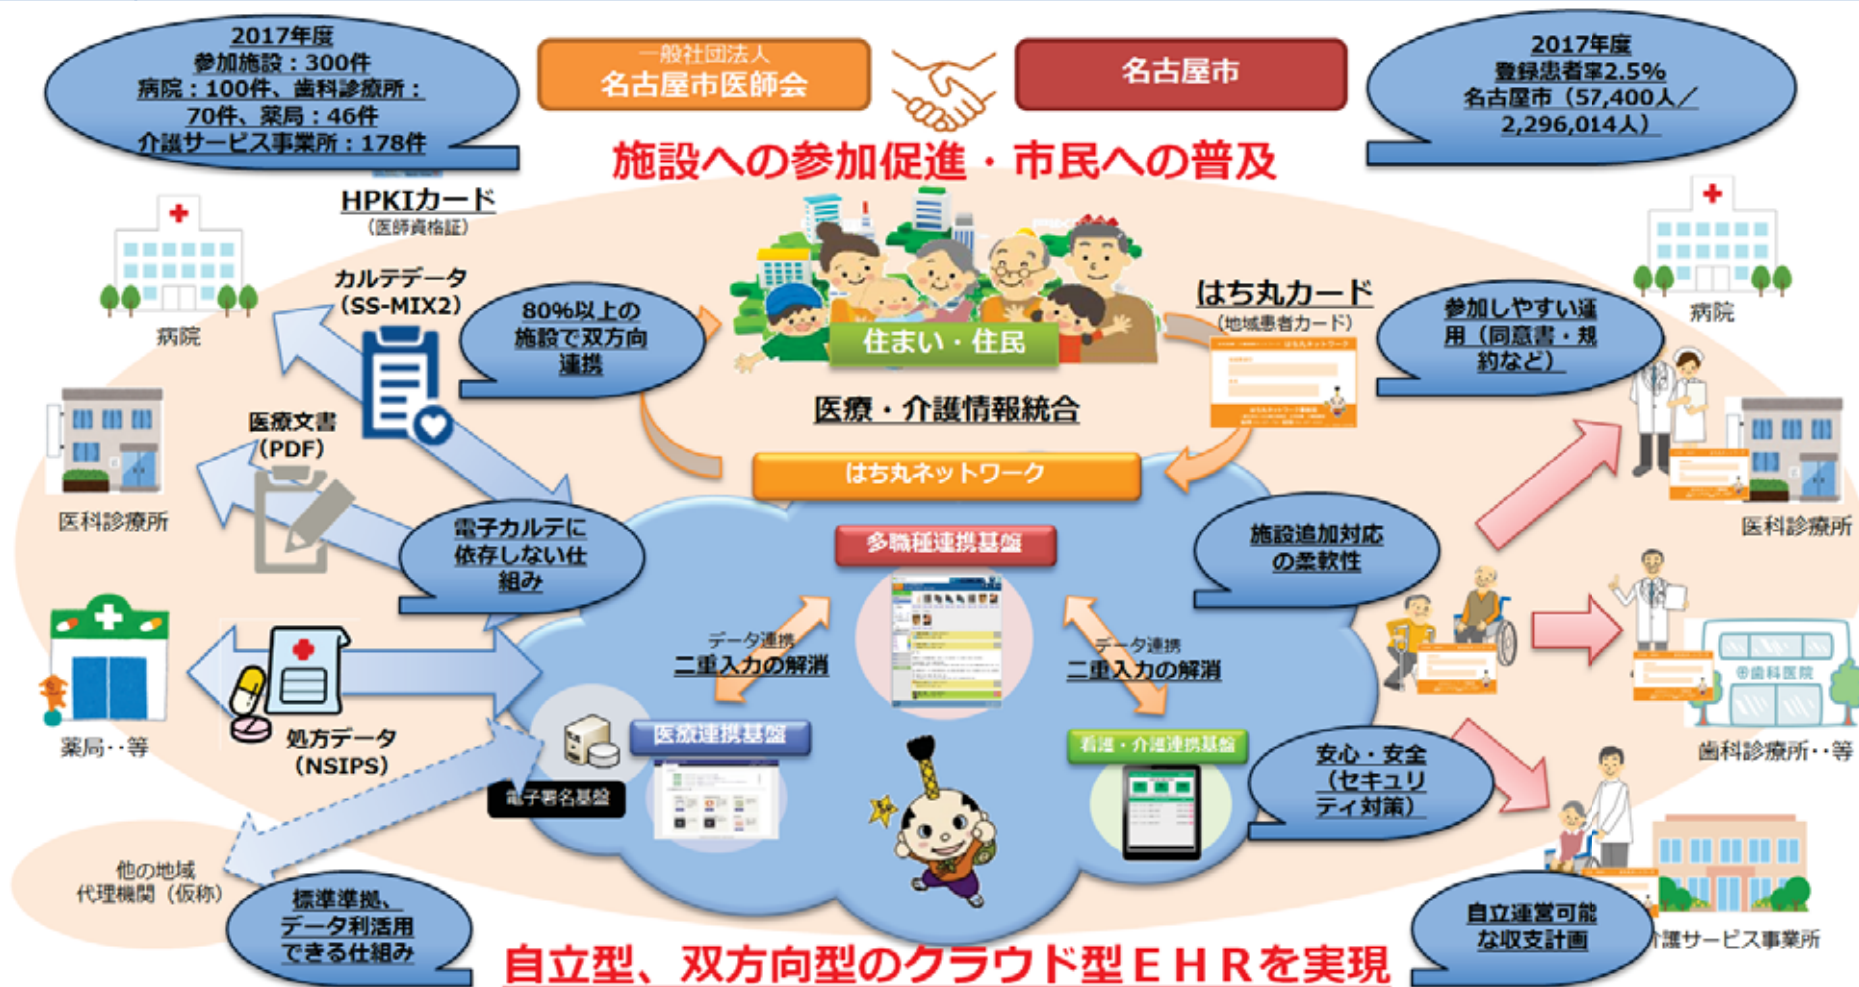 2017年度
参加施設：300件
病院：100件、歯科診療所：
70件、薬局：46件
介護サービス事業所：178件
一般社団法人
名古屋市医師会
名古屋市
2017年度
登録患者率2.5%
名古屋市（57,400人／
2,296,014人）
施設への参加促進・市民への普及
HPKIカード
（医師資格証）
病院
カルテデータ
（SS-MIX2）
80%以上の
施設で双方向
連携
住まい・住民
はち丸カード
（地域患者カード）
参加しやすい運
用（同意書・規
約など）
病院
医療・介護情報統合
医療文書
（PDF）
医科診療所
はち丸ネットワーク
電子カルテに
依存しない仕
組み
多職種連携基盤
施設追加対応
の柔軟性
医科診療所
データ連携
二重入力の解消
データ連携
二重入力の解消
歯科医院
薬局‥等
処方データ
（NSIPS）
医療連携基盤
看護・介護連携基盤
安心・安全
（セキュリ
ティ対策）
歯科診療所‥等
電子署名基盤
他の地域
代理機関（仮称）
標準準拠、
データ利活用
できる仕組み
自立運営可能
な収支計画
介護サービス事業所
自立型、双方向型のクラウド型ＥＨＲを実現